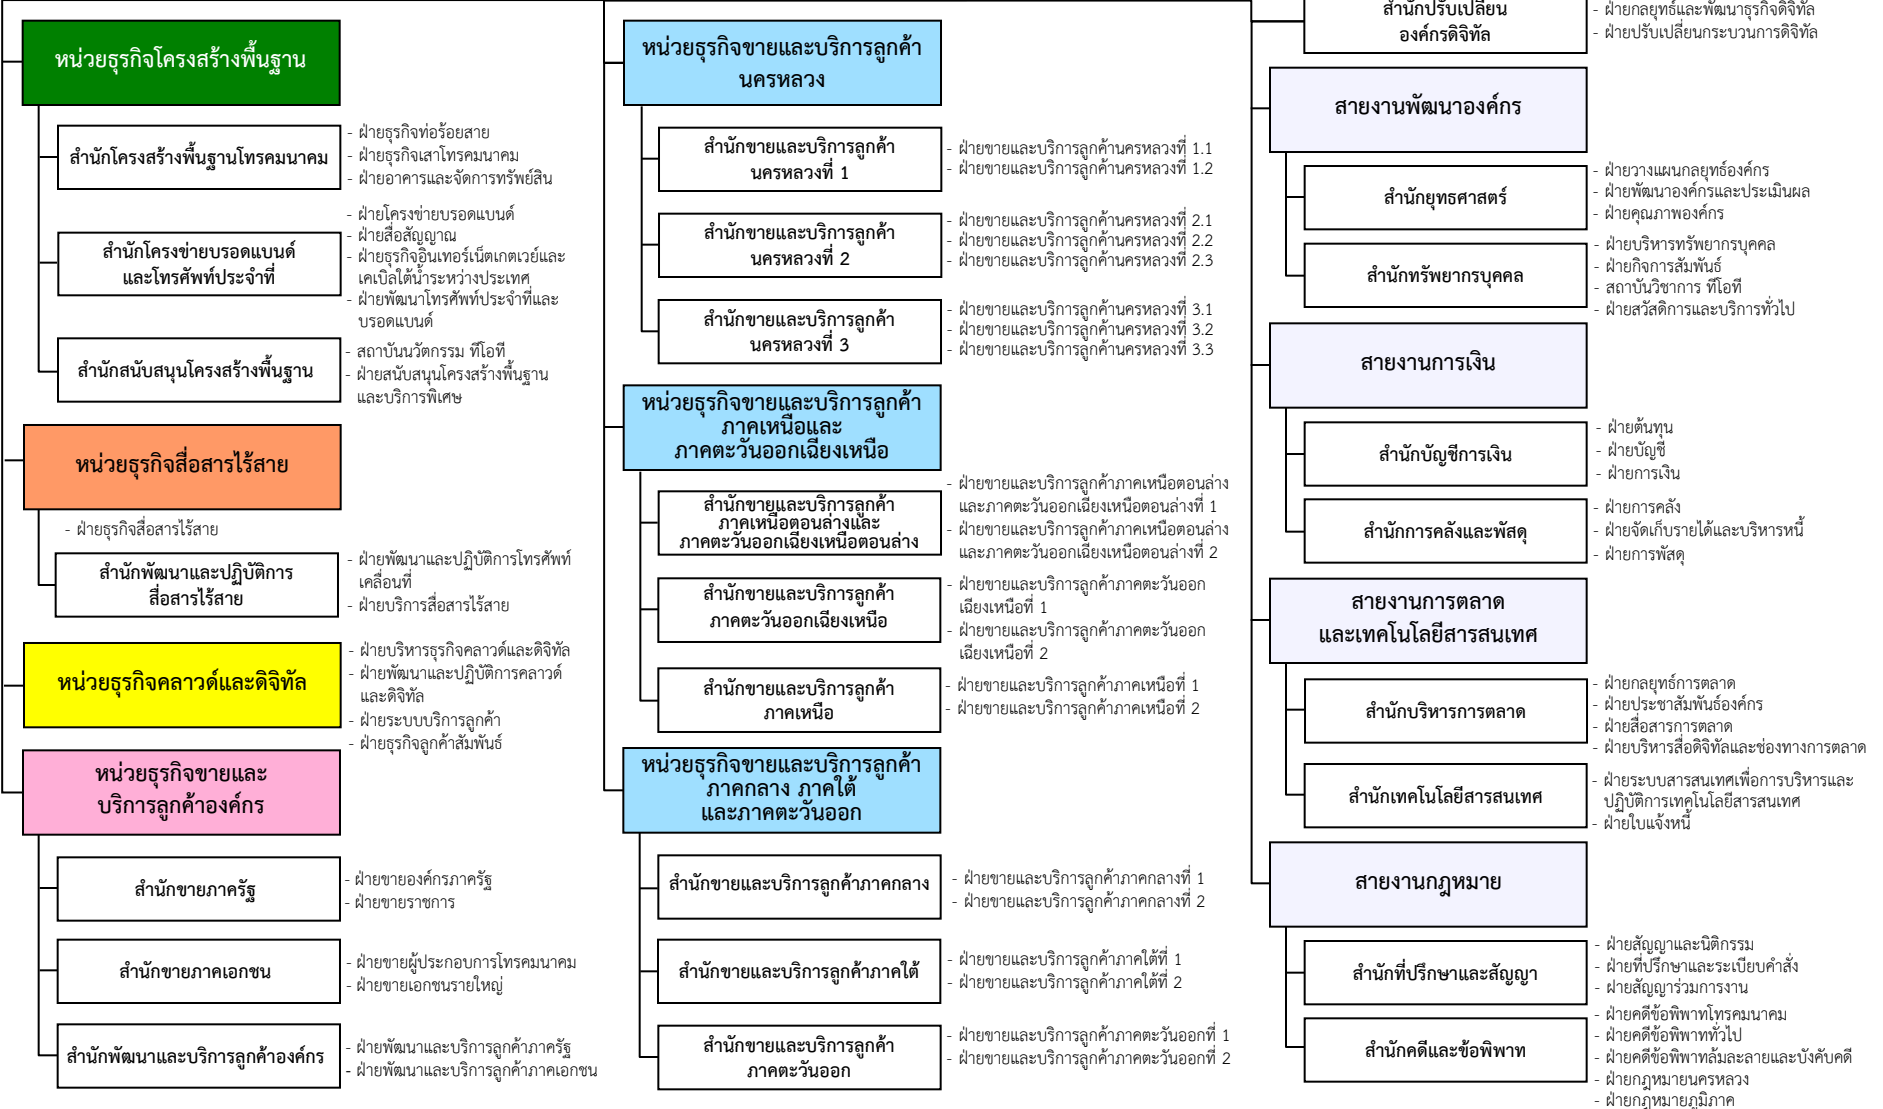 หน่วยธุรกิจโครงสร้างพื้นฐาน
สำนักโครงสร้างพื้นฐานโทรคมนาคม
- ฝ่ายธุรกิจท่อร้อยสาย
- ฝ่ายธุรกิจเสาโทรคมนาคม
- ฝ่ายอาคารและจัดการทรัพย์สิน
สำนักโครงข่ายบรอดแบนด์
และโทรศัพท์ประจำที่
- ฝ่ายโครงข่ายบรอดแบนด์
- ฝ่ายสื่อสัญญาณ
- ฝ่ายธุรกิจอินเทอร์เน็ตเกตเวย์และ
เคเบิลใต้น้ำระหว่างประเทศ
- ฝ่ายพัฒนาโทรศัพท์ประจำที่และ
บรอดแบนด์
สำนักสนับสนุนโครงสร้างพื้นฐาน
- สถาบันนวัตกรรม ทีโอที
- ฝ่ายสนับสนุนโครงสร้างพื้นฐาน
และบริการพิเศษ
หน่วยธุรกิจสื่อสารไร้สาย
- ฝ่ายธุรกิจสื่อสารไร้สาย
สำนักพัฒนาและปฏิบัติการ
สื่อสารไร้สาย
- ฝ่ายพัฒนาและปฏิบัติการโทรศัพท์
เคลื่อนที่
- ฝ่ายบริการสื่อสารไร้สาย
หน่วยธุรกิจคลาวด์และดิจิทัล
- ฝ่ายบริหารธุรกิจคลาวด์และดิจิทัล
- ฝ่ายพัฒนาและปฏิบัติการคลาวด์
และดิจิทัล
- ฝ่ายระบบบริการลูกค้า
- ฝ่ายธุรกิจลูกค้าสัมพันธ์
หน่วยธุรกิจขายและ
บริการลูกค้าองค์กร
สำนักขายภาครัฐ
- ฝ่ายขายองค์กรภาครัฐ
- ฝ่ายขายราชการ
สำนักขายภาคเอกชน
- ฝ่ายขายผู้ประกอบการโทรคมนาคม
- ฝ่ายขายเอกชนรายใหญ่
สำนักพัฒนาและบริการลูกค้าองค์กร
- ฝ่ายพัฒนาและบริการลูกค้าภาครัฐ
- ฝ่ายพัฒนาและบริการลูกค้าภาคเอกชน
หน่วยธุรกิจขายและบริการลูกค้า
นครหลวง
สำนักขายและบริการลูกค้า
นครหลวงที่ 1
- ฝ่ายขายและบริการลูกค้านครหลวงที่ 1.1
- ฝ่ายขายและบริการลูกค้านครหลวงที่ 1.2
สำนักขายและบริการลูกค้า
นครหลวงที่ 2
- ฝ่ายขายและบริการลูกค้านครหลวงที่ 2.1
- ฝ่ายขายและบริการลูกค้านครหลวงที่ 2.2
- ฝ่ายขายและบริการลูกค้านครหลวงที่ 2.3
สำนักขายและบริการลูกค้า
นครหลวงที่ 3
- ฝ่ายขายและบริการลูกค้านครหลวงที่ 3.1
- ฝ่ายขายและบริการลูกค้านครหลวงที่ 3.2
- ฝ่ายขายและบริการลูกค้านครหลวงที่ 3.3
หน่วยธุรกิจขายและบริการลูกค้า
ภาคเหนือและ
ภาคตะวันออกเฉียงเหนือ
สำนักขายและบริการลูกค้า
ภาคเหนือตอนล่างและ
ภาคตะวันออกเฉียงเหนือตอนล่าง
- ฝ่ายขายและบริการลูกค้าภาคเหนือตอนล่าง
และภาคตะวันออกเฉียงเหนือตอนล่างที่ 1
- ฝ่ายขายและบริการลูกค้าภาคเหนือตอนล่าง
และภาคตะวันออกเฉียงเหนือตอนล่างที่ 2
สำนักขายและบริการลูกค้า
ภาคตะวันออกเฉียงเหนือ
- ฝ่ายขายและบริการลูกค้าภาคตะวันออก
เฉียงเหนือที่ 1
- ฝ่ายขายและบริการลูกค้าภาคตะวันออก
เฉียงเหนือที่ 2
สำนักขายและบริการลูกค้า
ภาคเหนือ
- ฝ่ายขายและบริการลูกค้าภาคเหนือที่ 1
- ฝ่ายขายและบริการลูกค้าภาคเหนือที่ 2
หน่วยธุรกิจขายและบริการลูกค้า
ภาคกลาง ภาคใต้
และภาคตะวันออก
สำนักขายและบริการลูกค้าภาคกลาง
- ฝ่ายขายและบริการลูกค้าภาคกลางที่ 1
- ฝ่ายขายและบริการลูกค้าภาคกลางที่ 2
สำนักขายและบริการลูกค้าภาคใต้
- ฝ่ายขายและบริการลูกค้าภาคใต้ที่ 1
- ฝ่ายขายและบริการลูกค้าภาคใต้ที่ 2
สำนักขายและบริการลูกค้า
ภาคตะวันออก
- ฝ่ายขายและบริการลูกค้าภาคตะวันออกที่ 1
- ฝ่ายขายและบริการลูกค้าภาคตะวันออกที่ 2
สำนักปรับเปลี่ยน
องค์กรดิจิทัล
- ฝ่ายกลยุทธ์และพัฒนาธุรกิจดิจิทัล
- ฝ่ายปรับเปลี่ยนกระบวนการดิจิทัล
สายงานพัฒนาองค์กร
สำนักยุทธศาสตร์
- ฝ่ายวางแผนกลยุทธ์องค์กร
- ฝ่ายพัฒนาองค์กรและประเมินผล
- ฝ่ายคุณภาพองค์กร
สำนักทรัพยากรบุคคล
- ฝ่ายบริหารทรัพยากรบุคคล
- ฝ่ายกิจการสัมพันธ์
- สถาบันวิชาการ ทีโอที
- ฝ่ายสวัสดิการและบริการทั่วไป
สายงานการเงิน
สำนักบัญชีการเงิน
- ฝ่ายต้นทุน
- ฝ่ายบัญชี
- ฝ่ายการเงิน
สำนักการคลังและพัสดุ
- ฝ่ายการคลัง
- ฝ่ายจัดเก็บรายได้และบริหารหนี้
- ฝ่ายการพัสดุ
สายงานการตลาด
และเทคโนโลยีสารสนเทศ
สำนักบริหารการตลาด
- ฝ่ายกลยุทธ์การตลาด
- ฝ่ายประชาสัมพันธ์องค์กร
- ฝ่ายสื่อสารการตลาด
- ฝ่ายบริหารสื่อดิจิทัลและช่องทางการตลาด
สำนักเทคโนโลยีสารสนเทศ
- ฝ่ายระบบสารสนเทศเพื่อการบริหารและ
ปฏิบัติการเทคโนโลยีสารสนเทศ
- ฝ่ายใบแจ้งหนี้
สายงานกฎหมาย
สำนักที่ปรึกษาและสัญญา
- ฝ่ายสัญญาและนิติกรรม
- ฝ่ายที่ปรึกษาและระเบียบคำสั่ง
- ฝ่ายสัญญาร่วมการงาน
สำนักคดีและข้อพิพาท
- ฝ่ายคดีข้อพิพาทโทรคมนาคม
- ฝ่ายคดีข้อพิพาททั่วไป
- ฝ่ายคดีข้อพิพาทล้มละลายและบังคับคดี
- ฝ่ายกฎหมายนครหลวง
- ฝ่ายกฎหมายภูมิภาค